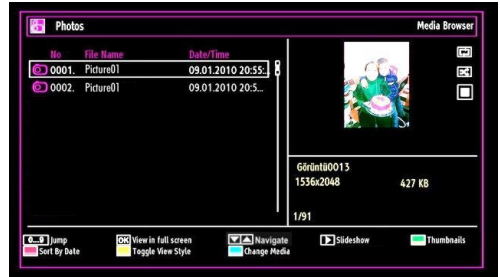 Photos Media Browser
No File Name Date/Time
0001. Picture01 09.01.2010 20:55:..
0002. Picture01 09.01.2010 20:5...
Görüntü0013
1536x2048 427 KB
1/91
0...9 Jump OK View in full screen Navigate Slideshow Thumbnails
Sort By Date Toggle View Style Change Media